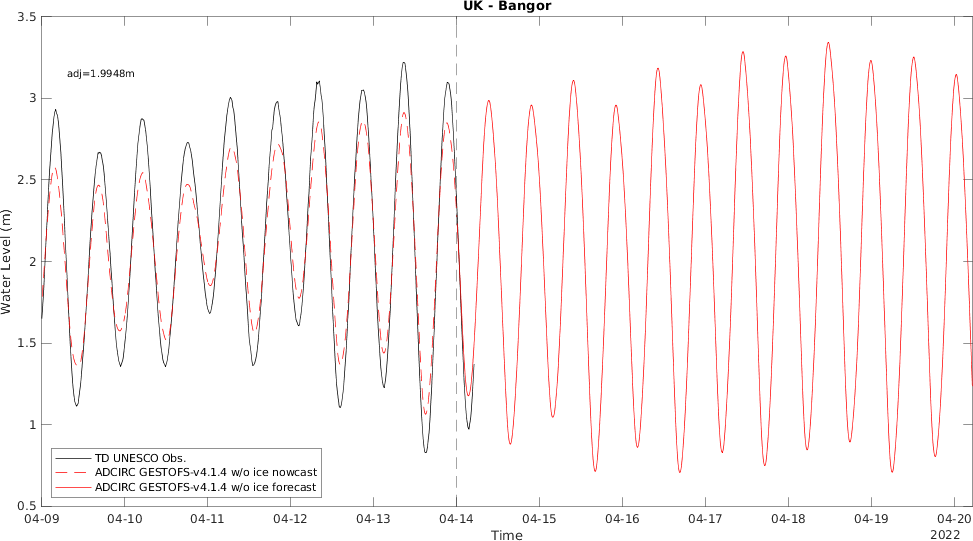 UK - Bangor
3.5
adj=1.9948m
3
2.5
Water Level (m)
2
1.5
1
TD UNESCO Obs.
ADCIRC GESTOFS-v4.1.4 w/o ice nowcast
ADCIRC GESTOFS-v4.1.4 w/o ice forecast
0.5
04-09 04-10 04-11 04-12 04-13 04-14 04-15 04-16 04-17 04-18 04-19 04-20
Time
2022